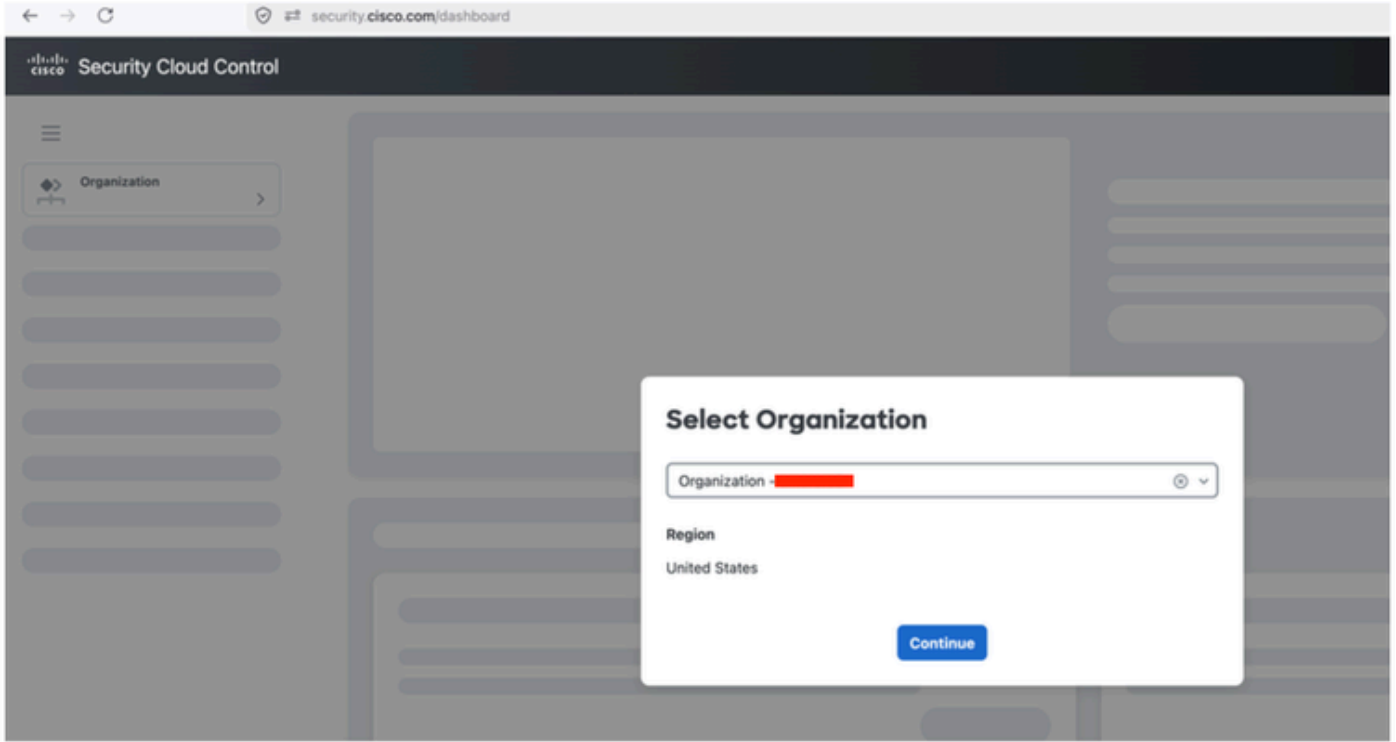 security.cisco.com/dashboard
CISCO Security Cloud Control
Organization
Select Organization
Organization -
Region
United States
Continue